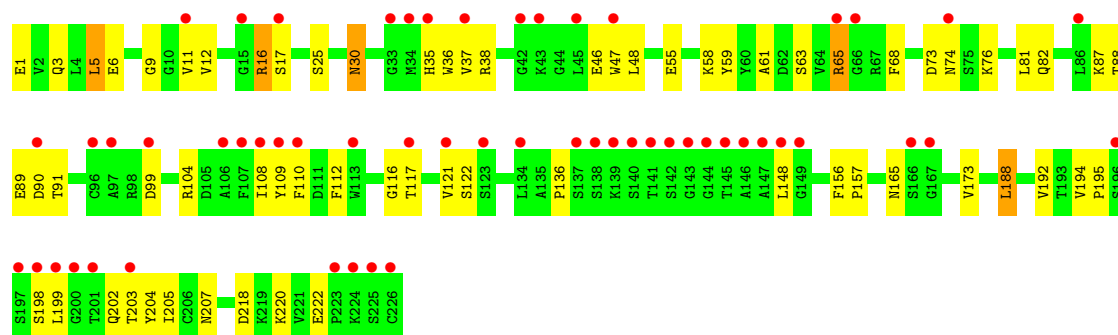 E1 V2 Q3 L4 L5 E6 G9 G10 V11 V12 G15 R16 S17 S25 N30 G33 M34 H35 W36 V37 R38 G42 K43 G44 L45 E46 W47 L48 E55 K58 Y59 Y60 A61 D62 S63 V64 R65 G66 R67 F68 D73 N74 S75 K76 L81 Q82 L86 K87 T88
E89 D90 T91 C96 A97 R98 D99 R104 D105 A106 F107 I108 Y109 F110 D111 F112 W113 G116 T117 V121 S122 S123 L134 A135 P136 S137 S138 K139 S140 T141 S142 G143 G144 T145 A146 A147 L148 G149 F156 P157 N165 S166 G167 V173 L188 V192 T193 V194 P195 S196
S197 S198 L199 G200 T201 Q202 T203 Y204 I205 C206 N207 D218 K219 K220 V221 E222 P223 K224 S225 C226